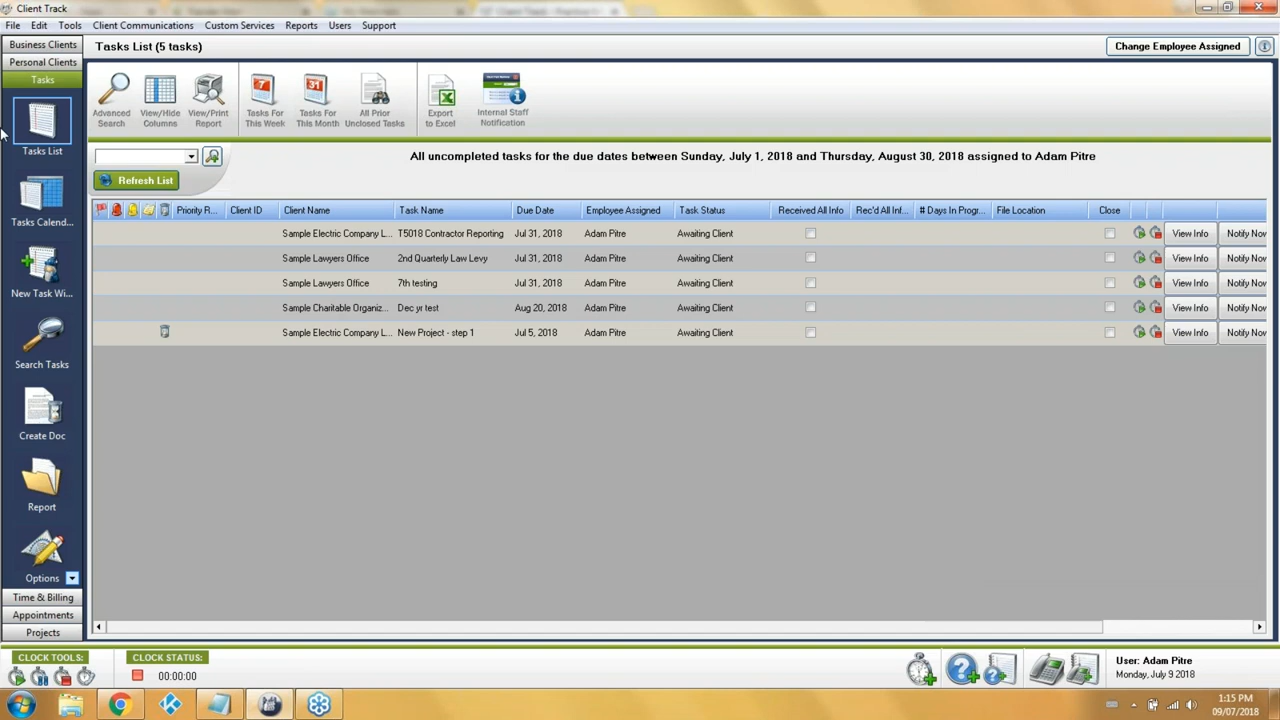 Client Track
File Edit Tools Client Communications Custom Services Reports Users Support
Business Clients
Personal Clients
Tasks
Tasks List
Tasks Calend...
New Task Wi...
Search Tasks
Create Doc
Report
Options
Time & Billing
Appointments
Projects
Tasks List (5 tasks)
Change Employee Assigned
Advanced Search
View/Hide Columns
View/Print Report
Tasks For This Week
Tasks For This Month
All Prior Unclosed Tasks
Export to Excel
Internal Staff Notification
All uncompleted tasks for the due dates between Sunday, July 1, 2018 and Thursday, August 30, 2018 assigned to Adam Pitre
Refresh List
Priority R... Client ID Client Name Task Name Due Date Employee Assigned Task Status Received All Info Rec'd All Inf... # Days In Progr... File Location Close
Sample Electric Company L... T5018 Contractor Reporting Jul 31, 2018 Adam Pitre Awaiting Client View Info Notify Now
Sample Lawyers Office 2nd Quarterly Law Levy Jul 31, 2018 Adam Pitre Awaiting Client View Info Notify Now
Sample Lawyers Office 7th testing Jul 31, 2018 Adam Pitre Awaiting Client View Info Notify Now
Sample Charitable Organiz... Dec yr test Aug 20, 2018 Adam Pitre Awaiting Client View Info Notify Now
Sample Electric Company L... New Project - step 1 Jul 5, 2018 Adam Pitre Awaiting Client View Info Notify Now
CLOCK TOOLS:
CLOCK STATUS:
00:00:00
User: Adam Pitre
Monday, July 9 2018
1:15 PM
09/07/2018